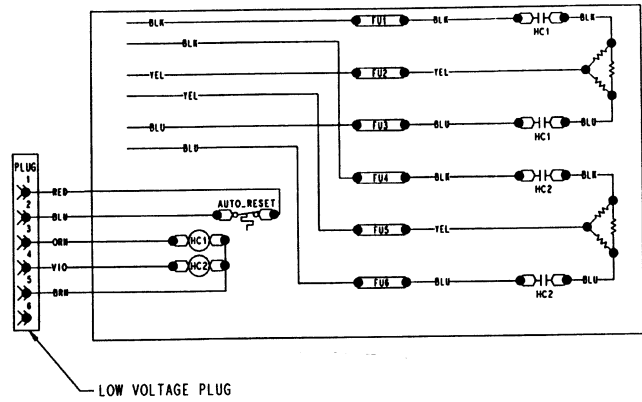 BLK FU1 BLK HC1 BLK
BLK
YEL FU2 YEL
YEL
BLU FU3 BLU HC1 BLU
BLU
FU4 BLK HC2 BLK
FU5 YEL
FU6 BLU HC2 BLU
PLUG
1 RED
2 BLU AUTO_RESET
3 ORN HC1
4 VIO HC2
5 BRN
6
LOW VOLTAGE PLUG